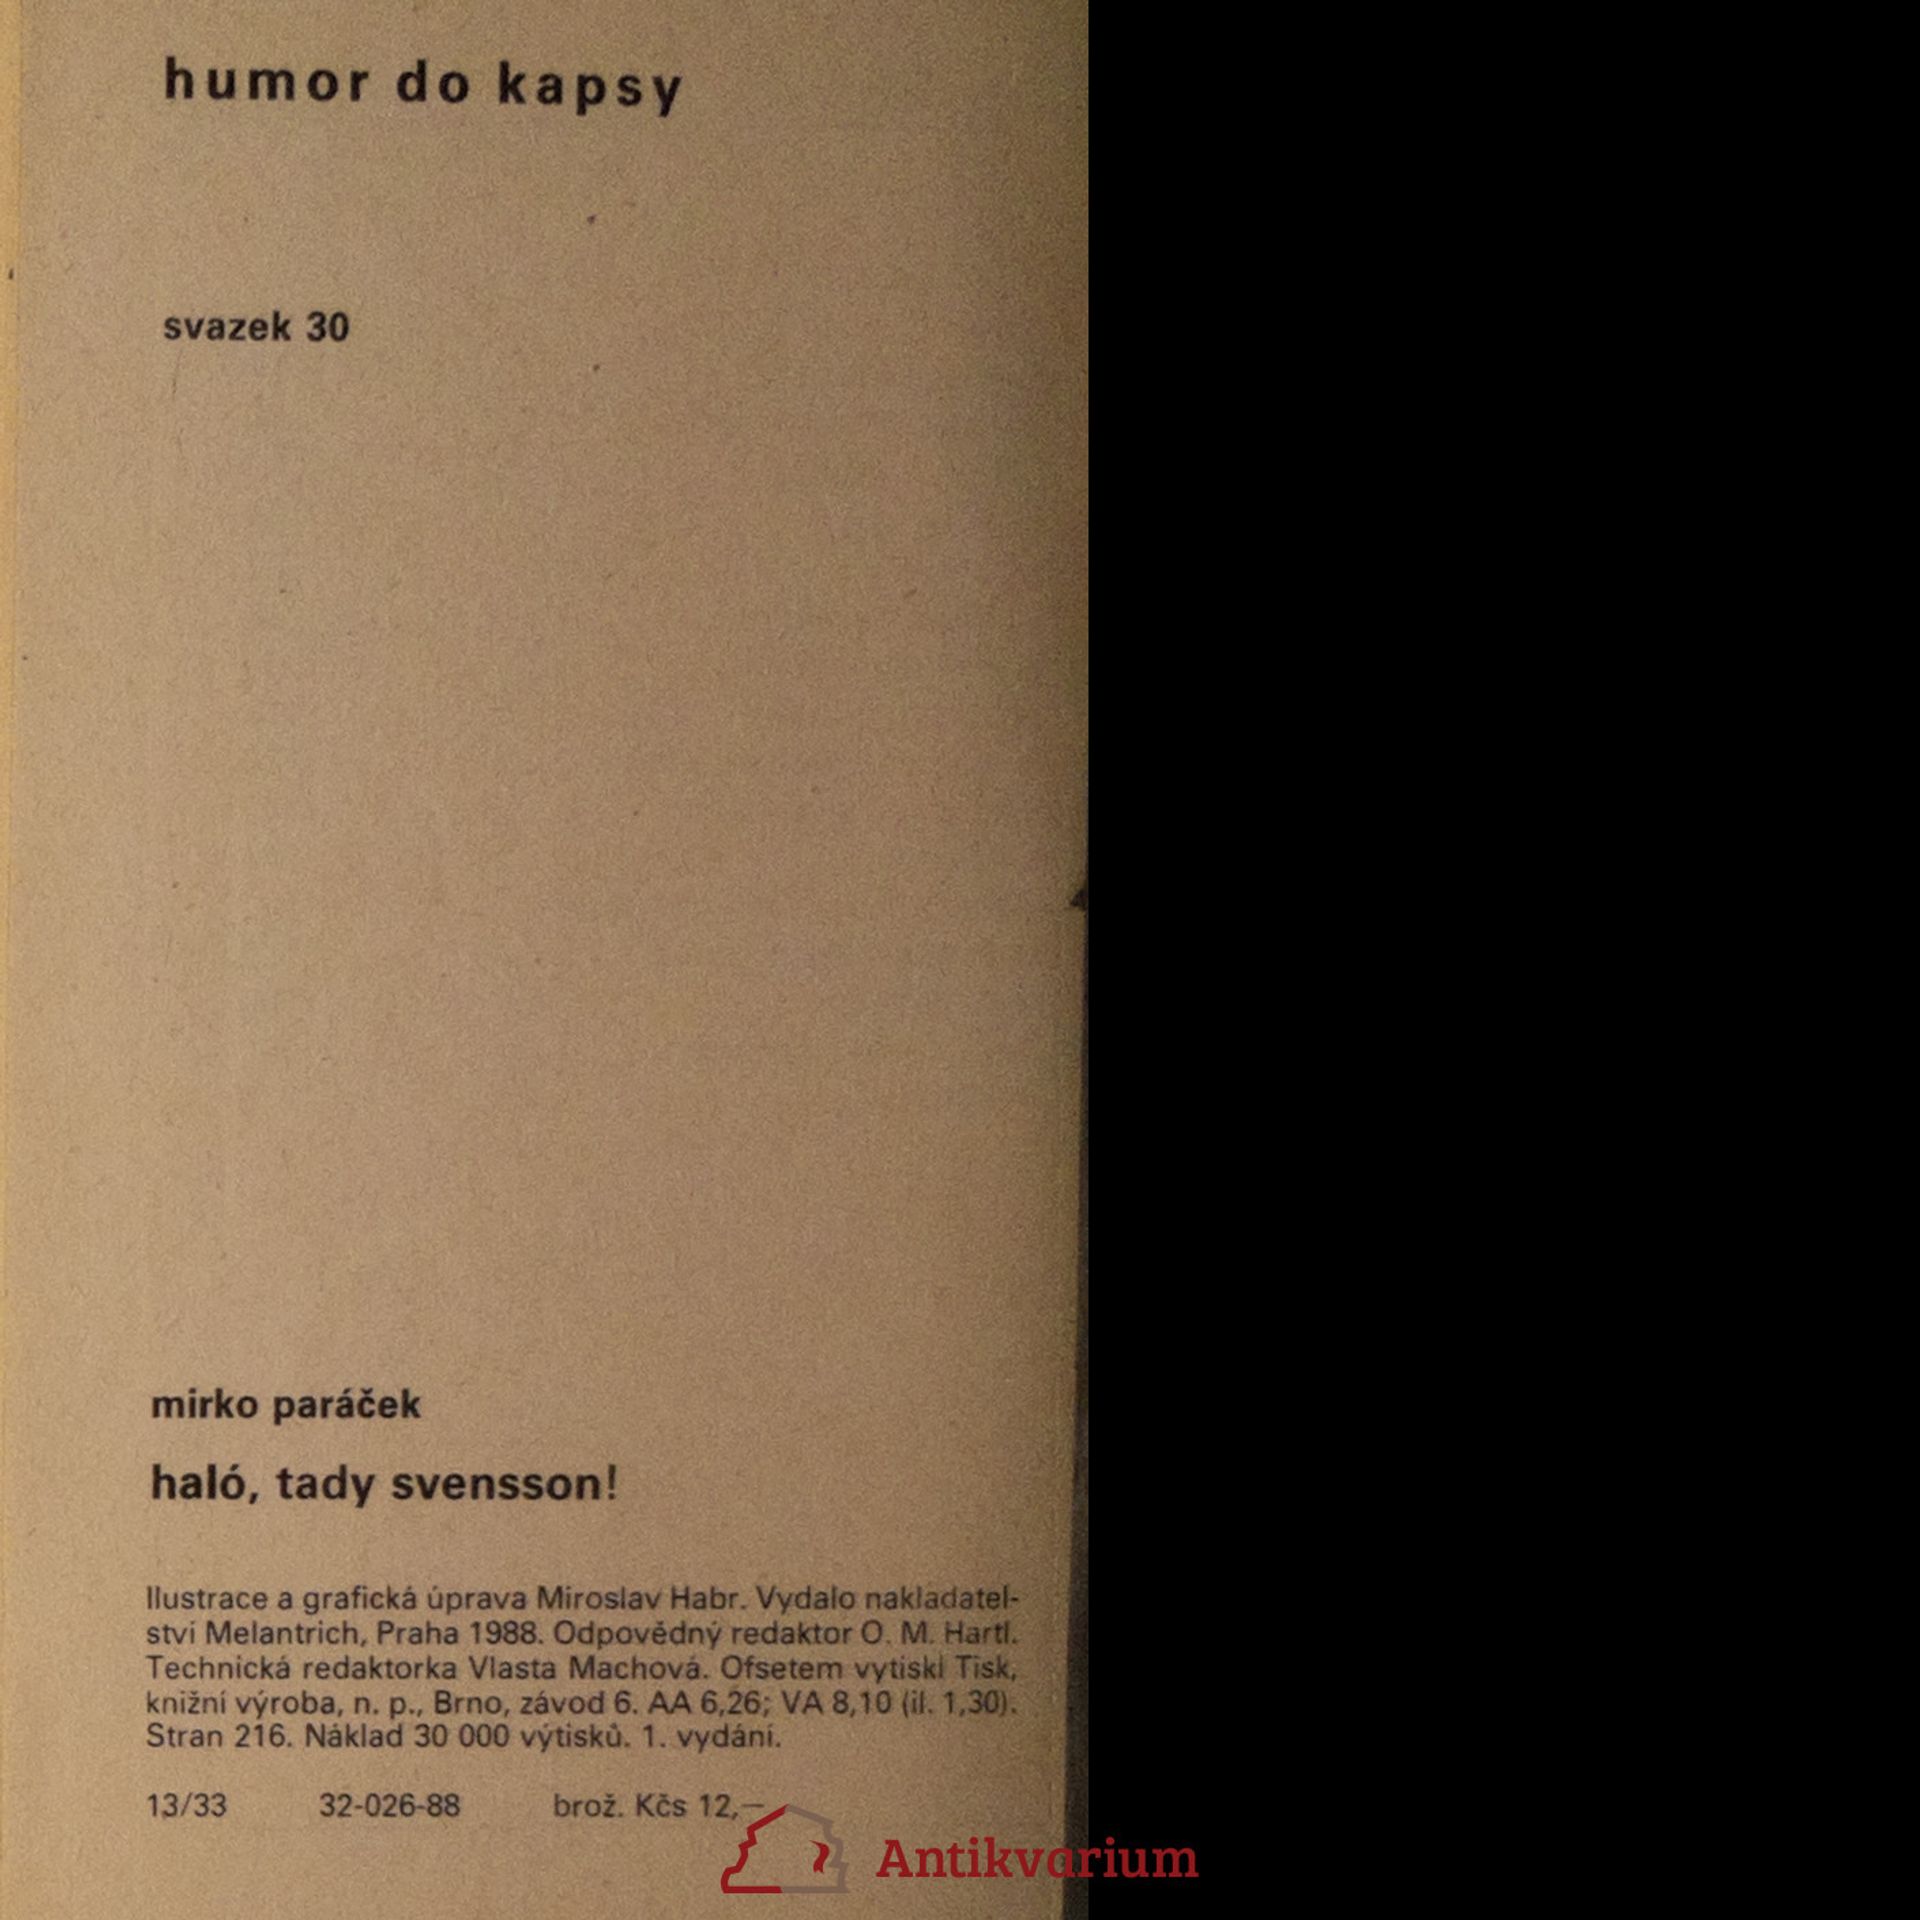 humor do kapsy
svazek 30
mirko paráček
haló, tady svensson!
Ilustrace a grafická úprava Miroslav Habr. Vydalo nakladatel-
ství Melantrich, Praha 1988. Odpovědný redaktor O. M. Hartl.
Technická redaktorka Vlasta Machová. Ofsetem vytiskl Tisk,
knižní výroba, n. p., Brno, závod 6. AA 6,26; VA 8,10 (il. 1,30).
Stran 216. Náklad 30 000 výtisků. 1. vydání.
13/33 32-026-88 brož. Kčs 12,—
Antikvarium